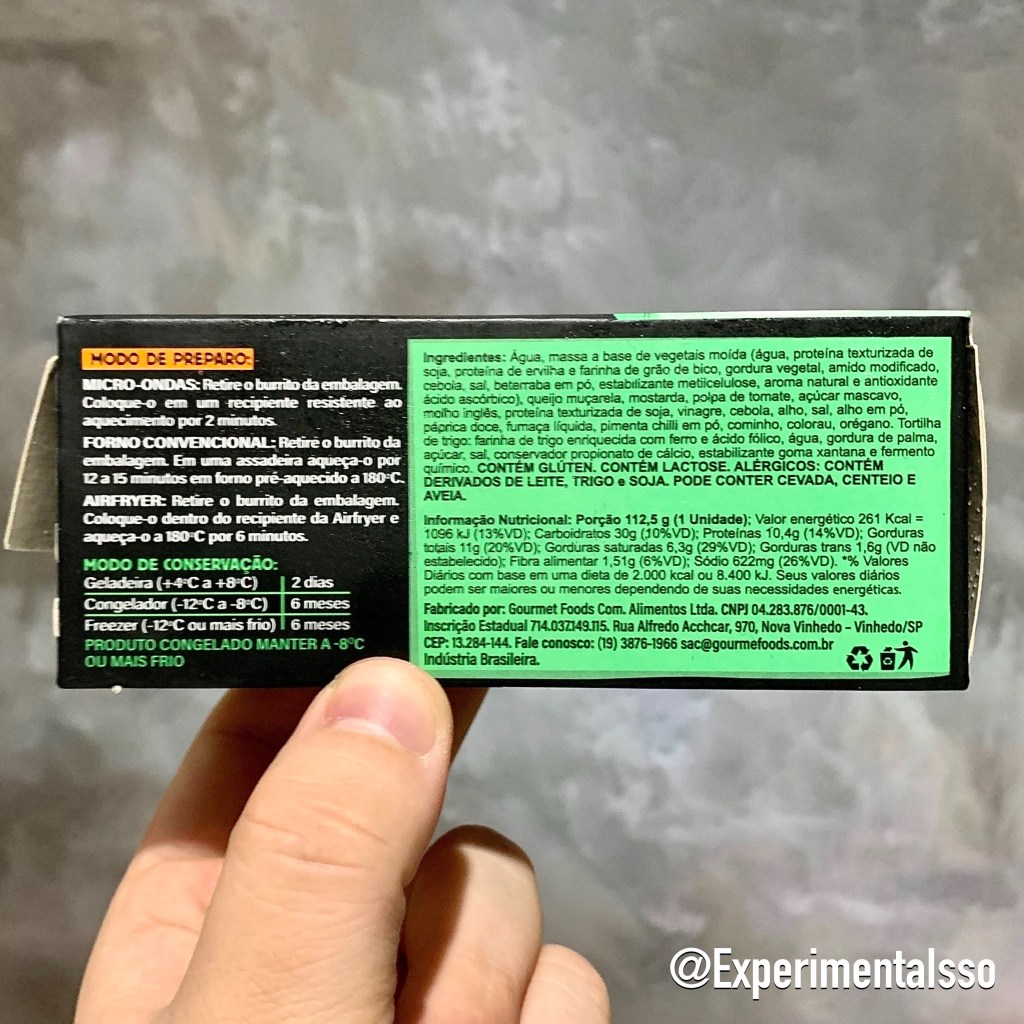 MODO DE PREPARO:
MICRO-ONDAS: Retire o burrito da embalagem.
Coloque-o em um recipiente resistente ao
aquecimento por 2 minutos.
FORNO CONVENCIONAL: Retire o burrito da
embalagem. Em uma assadeira aqueça-o por
12 a 15 minutos em forno pré-aquecido a 180ºC.
AIRFRYER: Retire o burrito da embalagem.
Coloque-o dentro do recipiente da Airfryer e
aqueça-o a 180ºC por 6 minutos.
MODO DE CONSERVAÇÃO:
Geladeira (+4ºC a +8ºC) 2 dias
Congelador (-12ºC a -8ºC) 6 meses
Freezer (-12ºC ou mais frio) 6 meses
PRODUTO CONGELADO MANTER A -8ºC
OU MAIS FRIO
Ingredientes: Água, massa a base de vegetais moída (água, proteína texturizada de
soja, proteína de ervilha e farinha de grão de bico, gordura vegetal, amido modificado,
cebola, sal, beterraba em pó, estabilizante metilcelulose, aroma natural e antioxidante
ácido ascórbico), queijo muçarela, mostarda, polpa de tomate, açúcar mascavo,
molho inglês, proteína texturizada de soja, vinagre, cebola, alho, sal, alho em pó,
páprica doce, fumaça líquida, pimenta chilli em pó, cominho, colorau, orégano. Tortilha
de trigo: farinha de trigo enriquecida com ferro e ácido fólico, água, gordura de palma,
açúcar, sal, conservador propionato de cálcio, estabilizante goma xantana e fermento
químico. CONTÉM GLÚTEN. CONTÉM LACTOSE. ALÉRGICOS: CONTÉM
DERIVADOS DE LEITE, TRIGO e SOJA. PODE CONTER CEVADA, CENTEIO E
AVEIA.
Informação Nutricional: Porção 112,5 g (1 Unidade); Valor energético 261 Kcal =
1096 kJ (13%VD); Carboidratos 30g (10%VD); Proteínas 10,4g (14%VD); Gorduras
totais 11g (20%VD); Gorduras saturadas 6,3g (29%VD); Gorduras trans 1,6g (VD não
estabelecido); Fibra alimentar 1,51g (6%VD); Sódio 622mg (26%VD). *% Valores
Diários com base em uma dieta de 2.000 kcal ou 8.400 kJ. Seus valores diários
podem ser maiores ou menores dependendo de suas necessidades energéticas.
Fabricado por: Gourmet Foods Com. Alimentos Ltda. CNPJ 04.283.876/0001-43.
Inscrição Estadual 714.037.149.115. Rua Alfredo Acchcar, 970, Nova Vinhedo – Vinhedo/SP
CEP: 13.284-144. Fale conosco: (19) 3876-1966 sac@gourmefoods.com.br
Indústria Brasileira.
@Experimentalsso